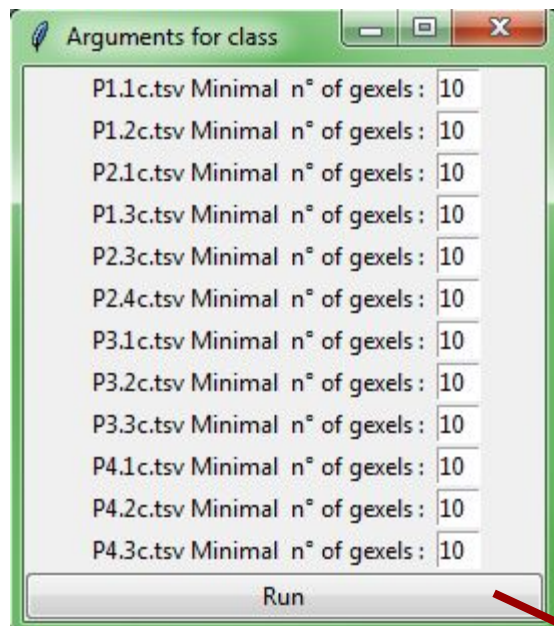 Arguments for class
P1.1c.tsv Minimal n° of gexels : 10
P1.2c.tsv Minimal n° of gexels : 10
P2.1c.tsv Minimal n° of gexels : 10
P1.3c.tsv Minimal n° of gexels : 10
P2.3c.tsv Minimal n° of gexels : 10
P2.4c.tsv Minimal n° of gexels : 10
P3.1c.tsv Minimal n° of gexels : 10
P3.2c.tsv Minimal n° of gexels : 10
P3.3c.tsv Minimal n° of gexels : 10
P4.1c.tsv Minimal n° of gexels : 10
P4.2c.tsv Minimal n° of gexels : 10
P4.3c.tsv Minimal n° of gexels : 10
Run